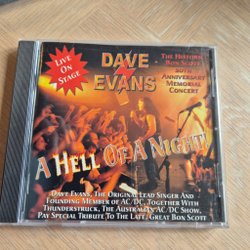 LIVE ON STAGE
DAVE
EVANS
THE HISTORIC
BON SCOTT
20TH
ANNIVERSARY
MEMORIAL
CONCERT
A HELL OF A NIGHT!
DAVE EVANS, THE ORIGINAL LEAD SINGER AND
FOUNDING MEMBER OF AC/DC, TOGETHER WITH
THUNDERSTRUCK, THE AUSTRALIAN AC/DC SHOW,
PAY SPECIAL TRIBUTE TO THE LATE, GREAT BON SCOTT